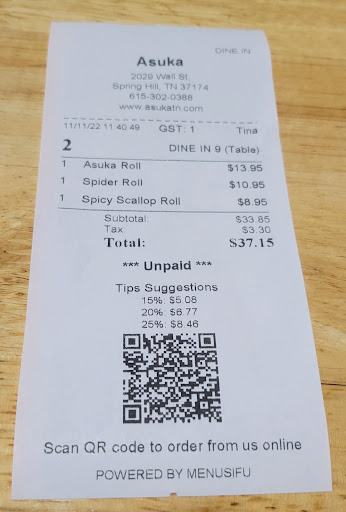 DINE IN
Asuka
2029 Wall St.
Spring Hill, TN 37174
615-302-0388
www.asukatn.com
11/11/22 11:40:49 GST: 1 Tina
2 DINE IN 9 (Table)
1 Asuka Roll $13.95
1 Spider Roll $10.95
1 Spicy Scallop Roll $8.95
Subtotal: $33.85
Tax: $3.30
Total: $37.15
*** Unpaid ***
Tips Suggestions
15%: $5.08
20%: $6.77
25%: $8.46
Scan QR code to order from us online
POWERED BY MENUSIFU